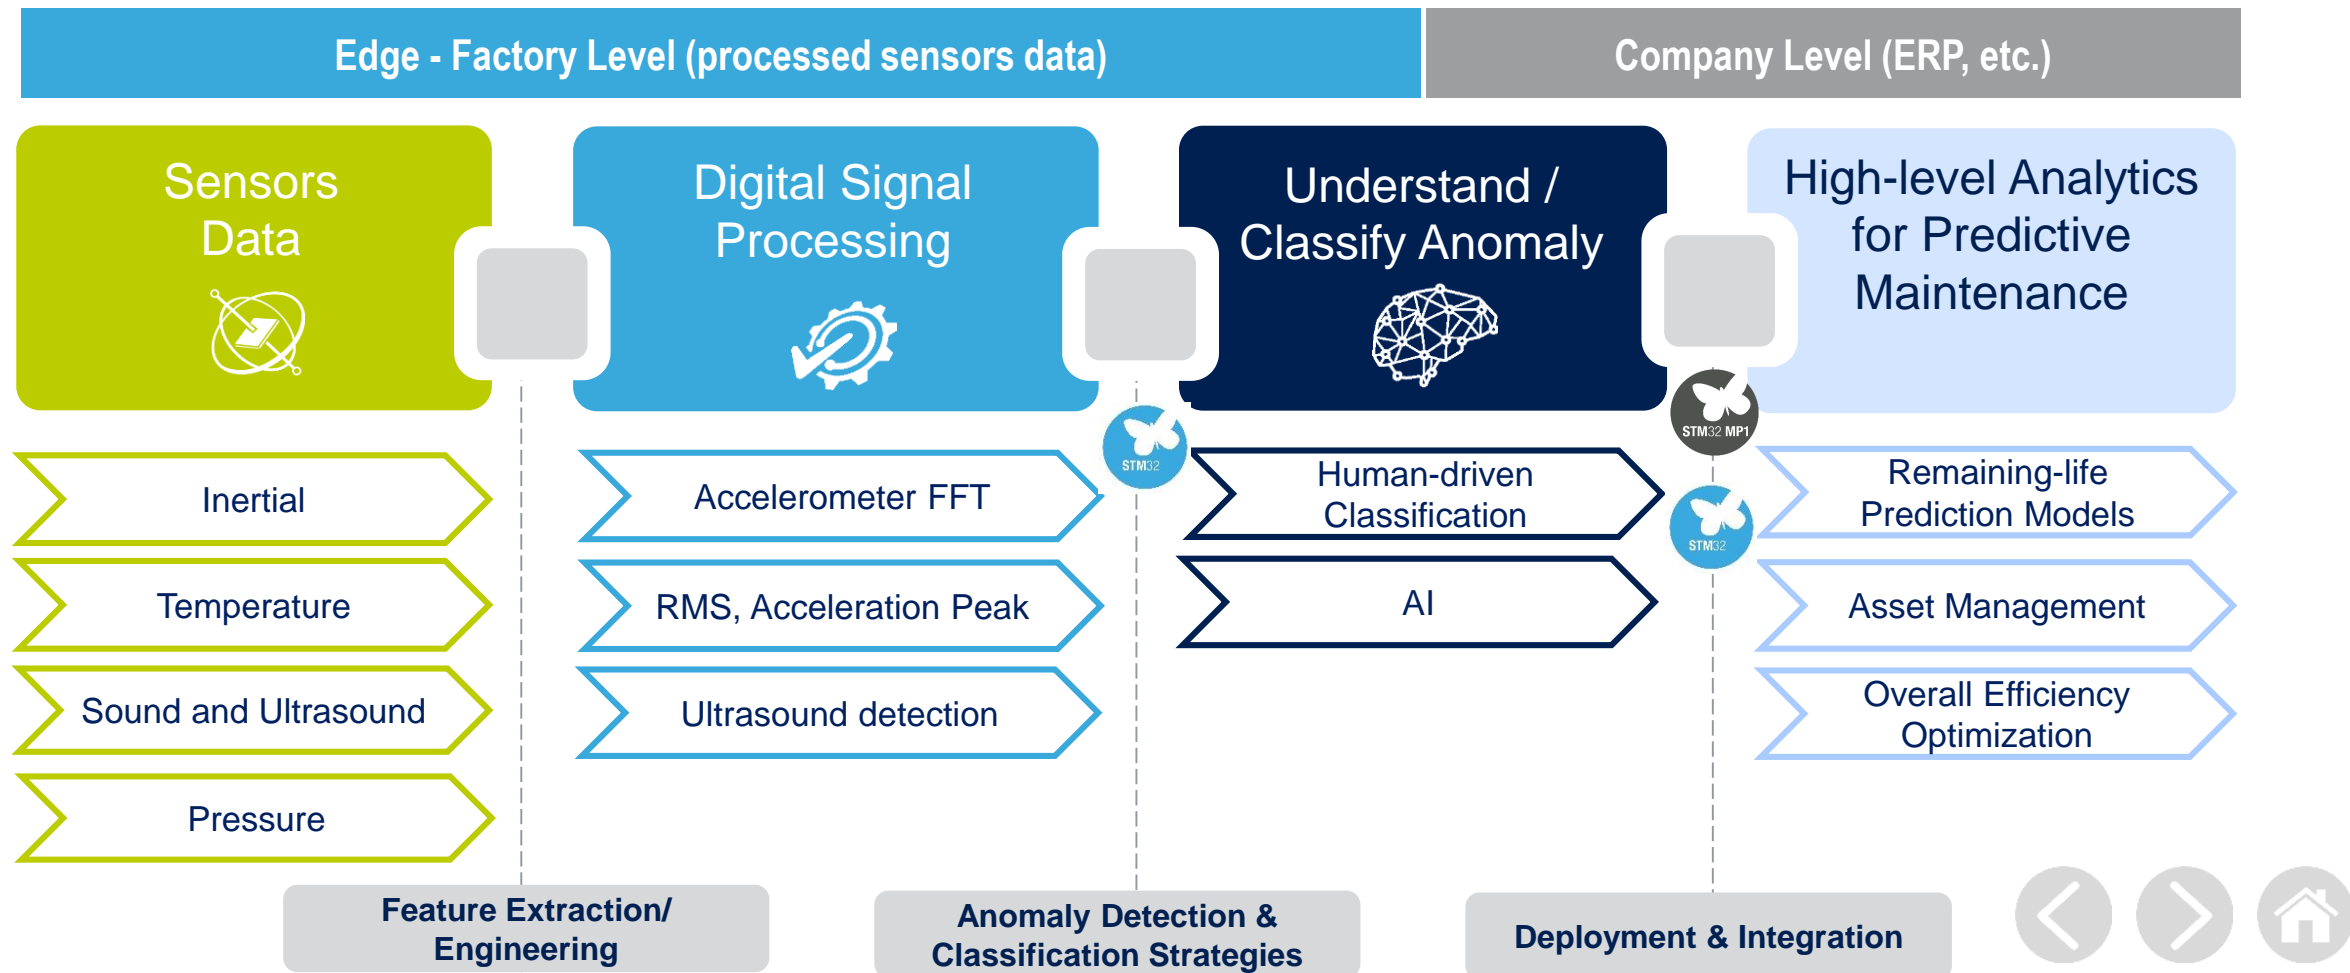 Edge - Factory Level (processed sensors data)
Company Level (ERP, etc.)
Sensors
Data
Digital Signal
Processing
Understand /
Classify Anomaly
High-level Analytics
for Predictive
Maintenance
STM32
STM32 MP1
STM32
Inertial
Temperature
Sound and Ultrasound
Pressure
Accelerometer FFT
RMS, Acceleration Peak
Ultrasound detection
Human-driven
Classification
AI
Remaining-life
Prediction Models
Asset Management
Overall Efficiency
Optimization
Feature Extraction/
Engineering
Anomaly Detection &
Classification Strategies
Deployment & Integration